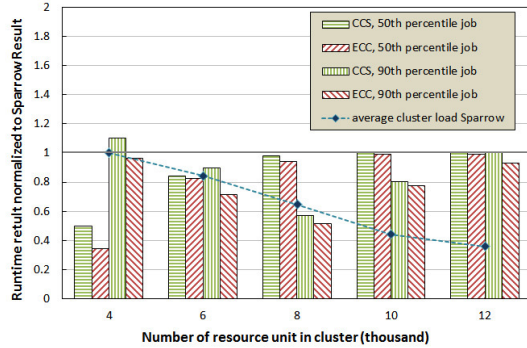 Runtime retult normalized to Sparrow Result
2
1.8
1.6
1.4
1.2
1
0.8
0.6
0.4
0.2
0
CCS, 50th percentile job
ECC, 50th percentile job
CCS, 90th percentile job
ECC, 90th percentile job
average cluster load Sparrow
4 6 8 10 12
Number of resource unit in cluster (thousand)